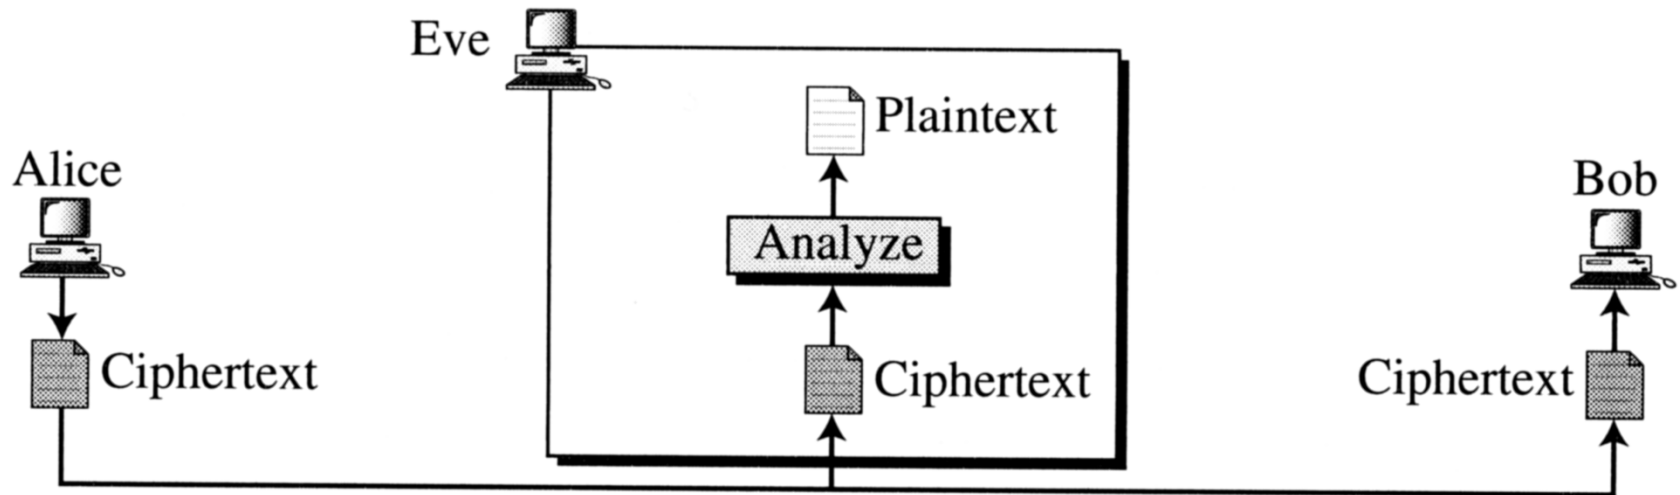 Eve
Plaintext
Alice
Bob
Analyze
Ciphertext
Ciphertext
Ciphertext